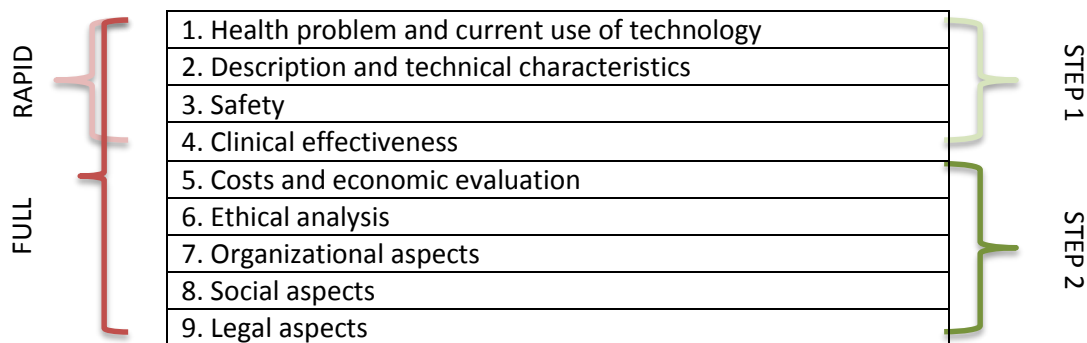 RAPID
FULL
1. Health problem and current use of technology
2. Description and technical characteristics
3. Safety
4. Clinical effectiveness
5. Costs and economic evaluation
6. Ethical analysis
7. Organizational aspects
8. Social aspects
9. Legal aspects
STEP 1
STEP 2